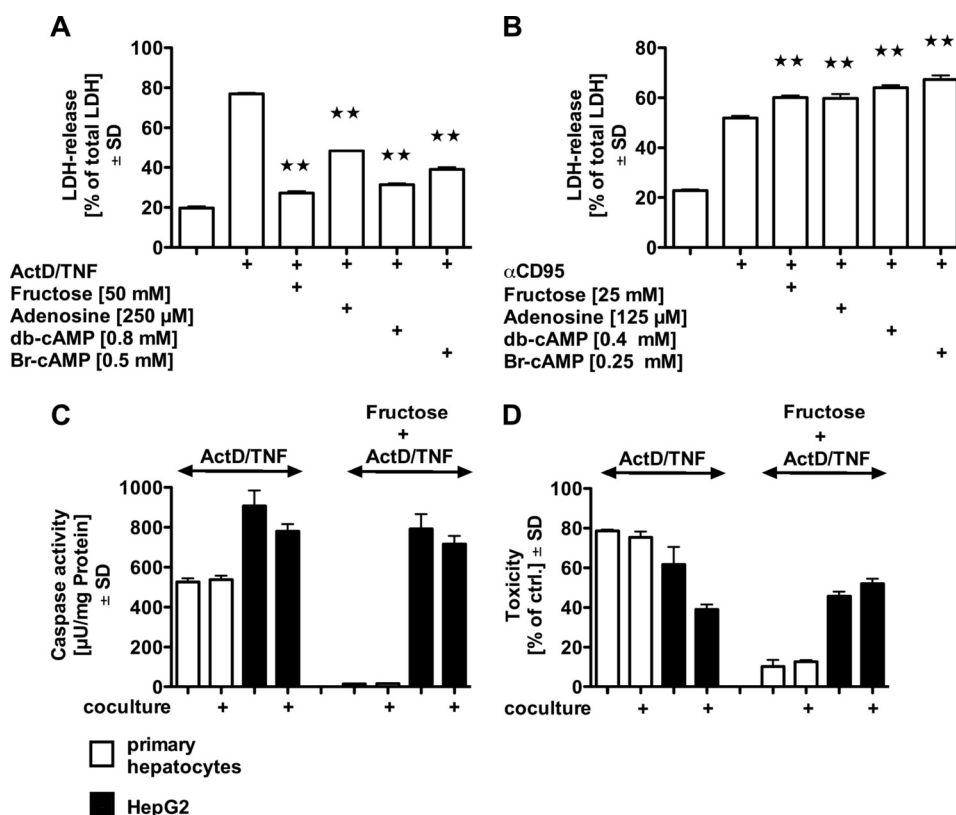 A
LDH-release
[% of total LDH]
± SD
100
80
60
40
20
0
★★
★★
★★
★★
ActD/TNF + + + + +
Fructose [50 mM] +
Adenosine [250 µM] +
db-cAMP [0.8 mM] +
Br-cAMP [0.5 mM] +
B
LDH-release
[% of total LDH]
± SD
80
60
40
20
0
★★
★★
★★
★★
αCD95 + + + + +
Fructose [25 mM] +
Adenosine [125 µM] +
db-cAMP [0.4 mM] +
Br-cAMP [0.25 mM] +
C
Fructose
+
ActD/TNF ActD/TNF
Caspase activity
[µU/mg Protein]
± SD
1000
800
600
400
200
0
coculture + + + +
D
Fructose
+
ActD/TNF ActD/TNF
Toxicity
[% of ctrl.] ± SD
100
80
60
40
20
0
coculture + + + +
primary
hepatocytes
HepG2